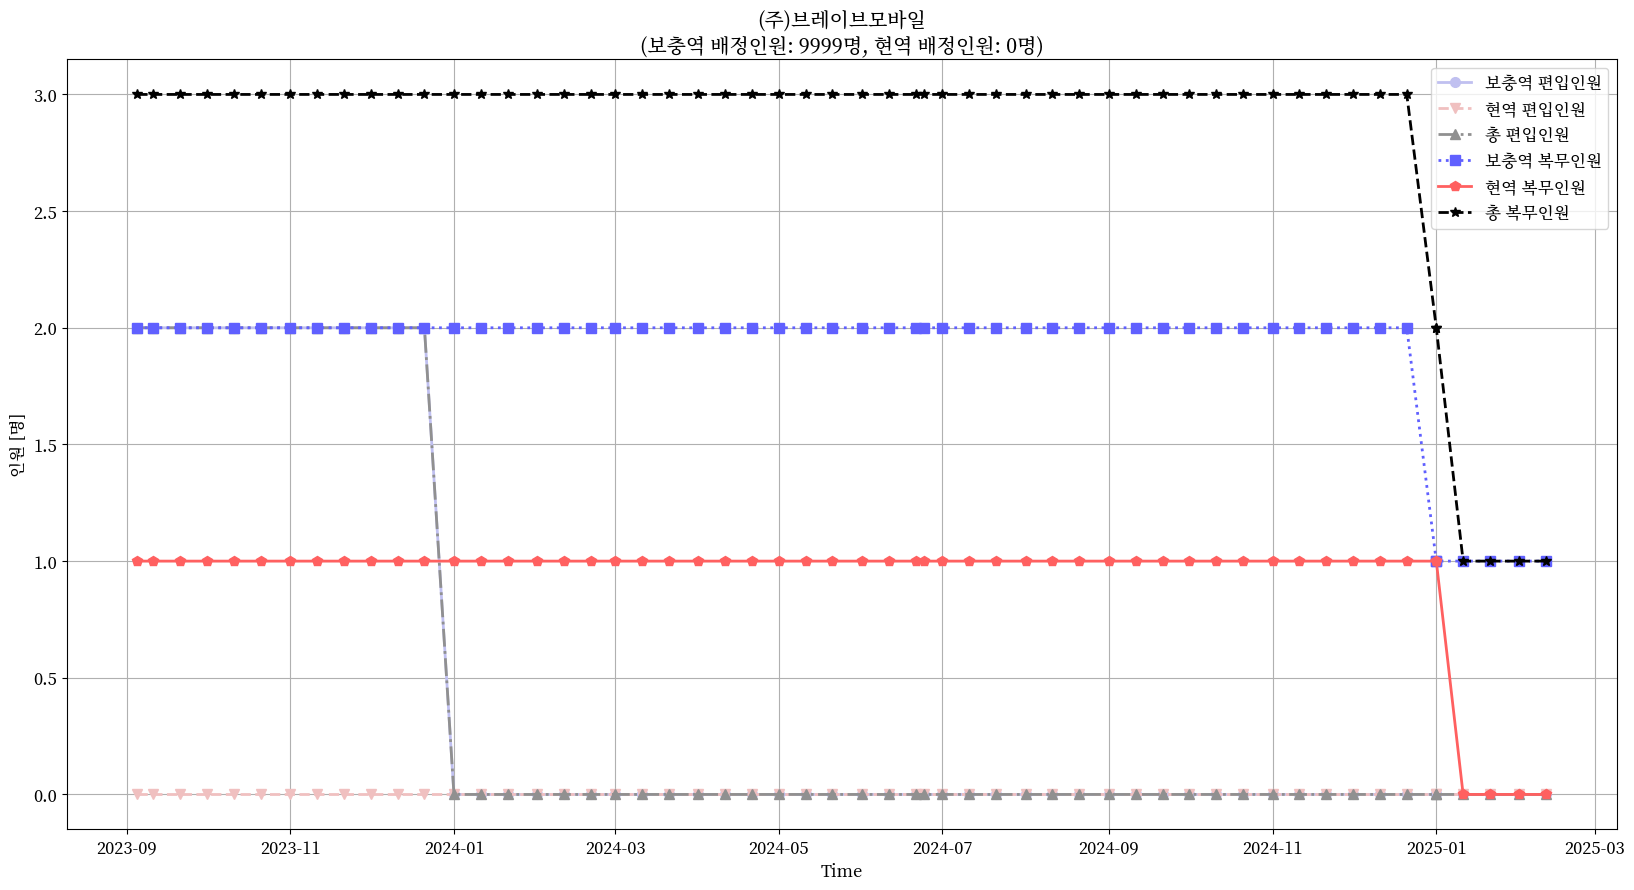 (주)브레이브모바일
(보충역 배정인원: 9999명, 현역 배정인원: 0명)
보충역 편입인원
현역 편입인원
총 편입인원
보충역 복무인원
현역 복무인원
총 복무인원
인원 [명]
3.0
2.5
2.0
1.5
1.0
0.5
0.0
2023-09 2023-11 2024-01 2024-03 2024-05 2024-07 2024-09 2024-11 2025-01 2025-03
Time